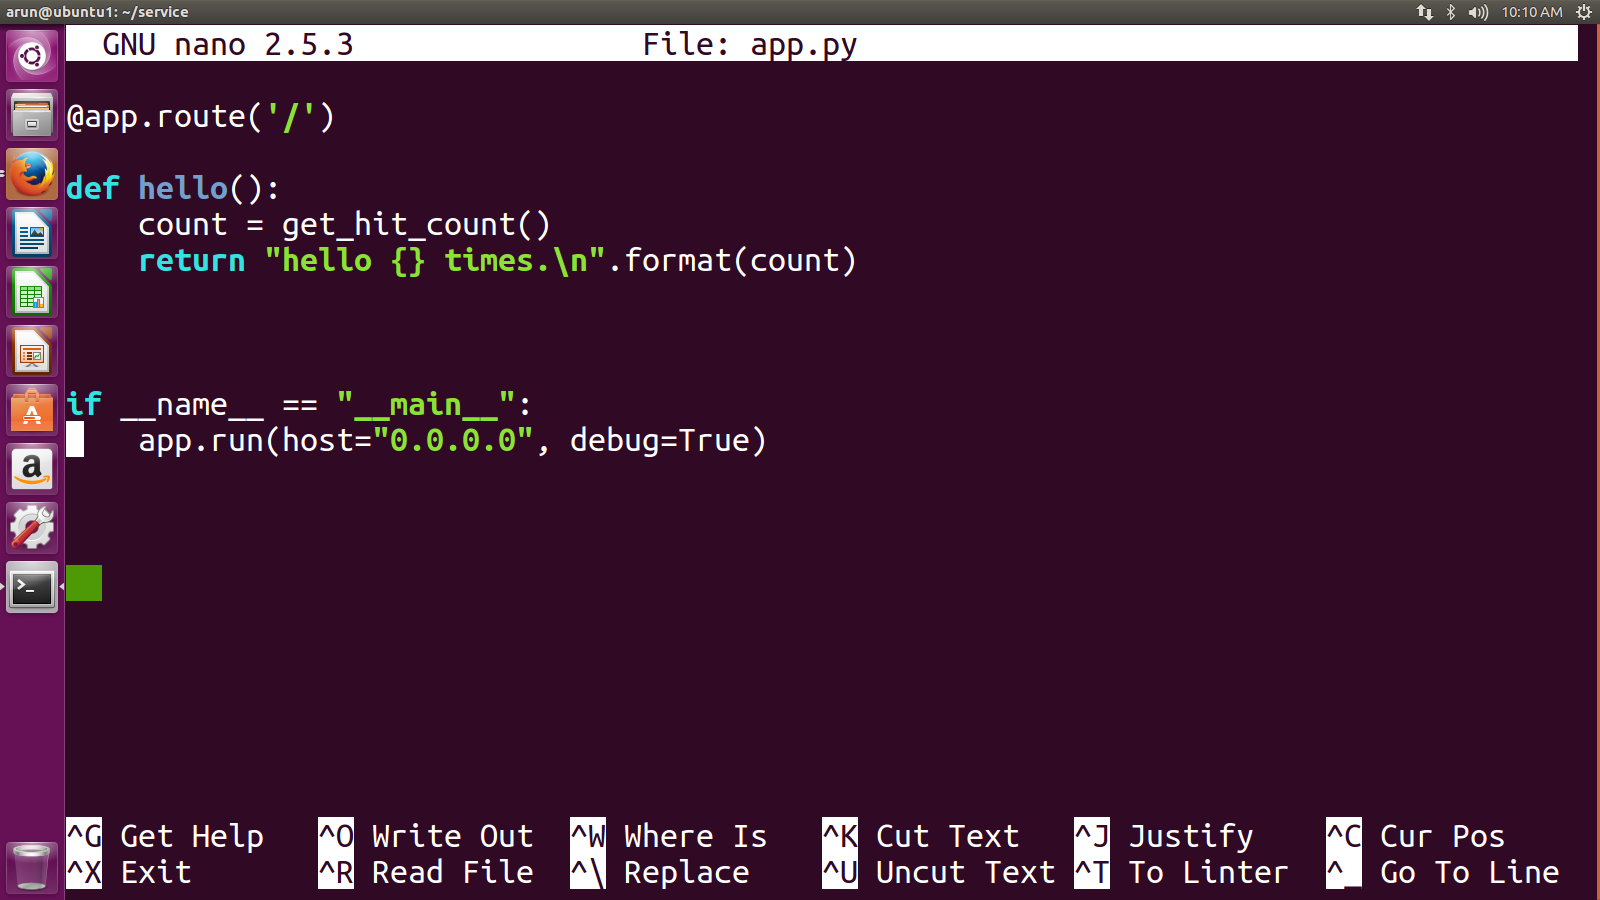 arun@ubuntu1: ~/service
10:10 AM
GNU nano 2.5.3 File: app.py
@app.route('/')
def hello():
    count = get_hit_count()
    return "hello {} times.\n".format(count)
if __name__ == "__main__":
    app.run(host="0.0.0.0", debug=True)
^G Get Help ^O Write Out ^W Where Is ^K Cut Text ^J Justify ^C Cur Pos
^X Exit ^R Read File ^\ Replace ^U Uncut Text ^T To Linter ^_ Go To Line